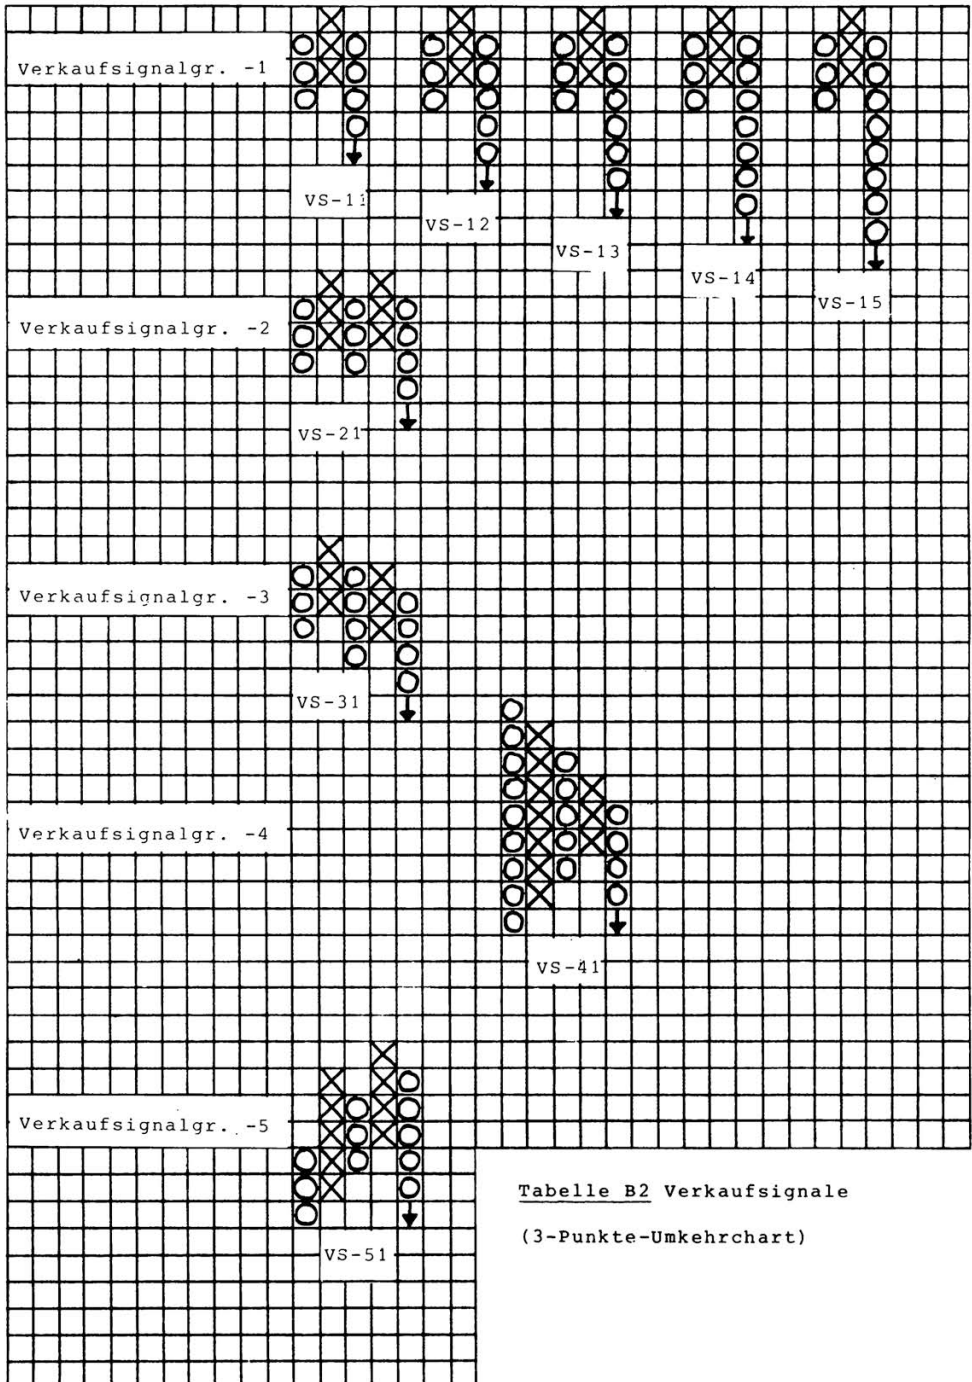 Verkaufsignalgr. -1
VS-11
VS-12
VS-13
VS-14
VS-15
Verkaufsignalgr. -2
VS-21
Verkaufsignalgr. -3
VS-31
Verkaufsignalgr. -4
VS-41
Verkaufsignalgr. -5
VS-51
Tabelle B2 Verkaufsignale
(3-Punkte-Umkehrchart)